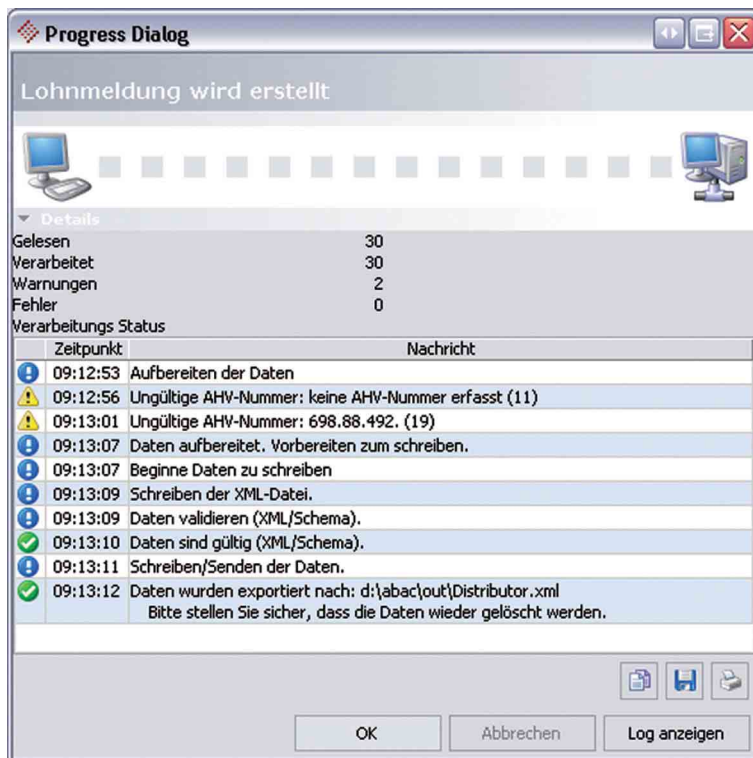 Progress Dialog
Lohnmeldung wird erstellt
Details
Gelesen 30
Verarbeitet 30
Warnungen 2
Fehler 0
Verarbeitungs Status
Zeitpunkt Nachricht
09:12:53 Aufbereiten der Daten
09:12:56 Ungültige AHV-Nummer: keine AHV-Nummer erfasst (11)
09:13:01 Ungültige AHV-Nummer: 698.88.492. (19)
09:13:07 Daten aufbereitet. Vorbereiten zum schreiben.
09:13:07 Beginne Daten zu schreiben
09:13:09 Schreiben der XML-Datei.
09:13:09 Daten validieren (XML/Schema).
09:13:10 Daten sind gültig (XML/Schema).
09:13:11 Schreiben/Senden der Daten.
09:13:12 Daten wurden exportiert nach: d:\abac\out\Distributor.xml
Bitte stellen Sie sicher, dass die Daten wieder gelöscht werden.
OK Abbrechen Log anzeigen